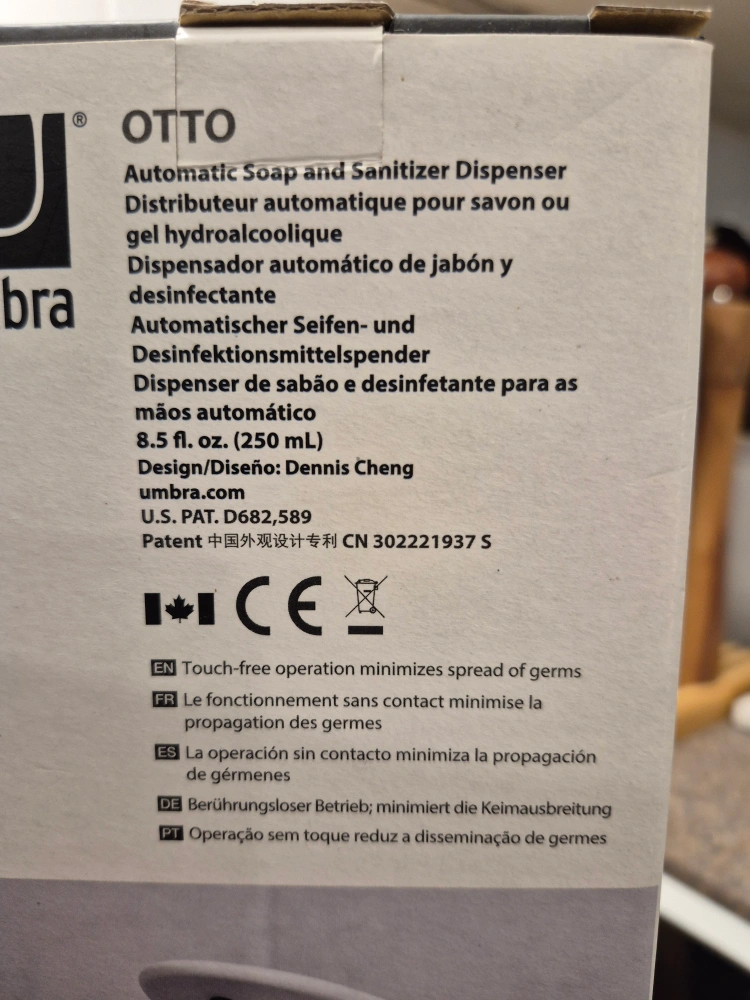 ®
OTTO
Automatic Soap and Sanitizer Dispenser
Distributeur automatique pour savon ou
gel hydroalcoolique
Dispensador automático de jabón y
desinfectante
Automatischer Seifen- und
Desinfektionsmittelspender
Dispenser de sabão e desinfetante para as
mãos automático
8.5 fl. oz. (250 mL)
Design/Diseño: Dennis Cheng
umbra.com
U.S. PAT. D682,589
Patent 中国外观设计专利 CN 302221937 S
bra
CE
EN Touch-free operation minimizes spread of germs
FR Le fonctionnement sans contact minimise la
propagation des germes
ES La operación sin contacto minimiza la propagación
de gérmenes
DE Berührungsloser Betrieb; minimiert die Keimausbreitung
PT Operação sem toque reduz a disseminação de germes